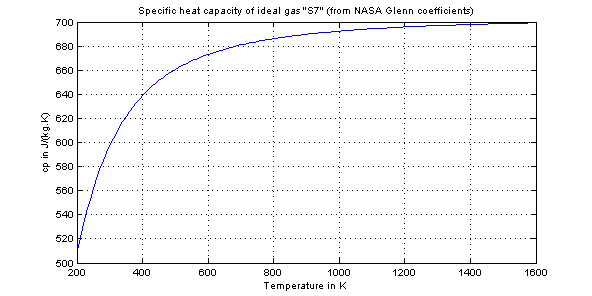 Specific heat capacity of ideal gas "S7" (from NASA Glenn coefficients)
700
680
660
640
620
600
580
560
540
520
500
cp in J/(kg.K)
200 400 600 800 1000 1200 1400 1600
Temperature in K